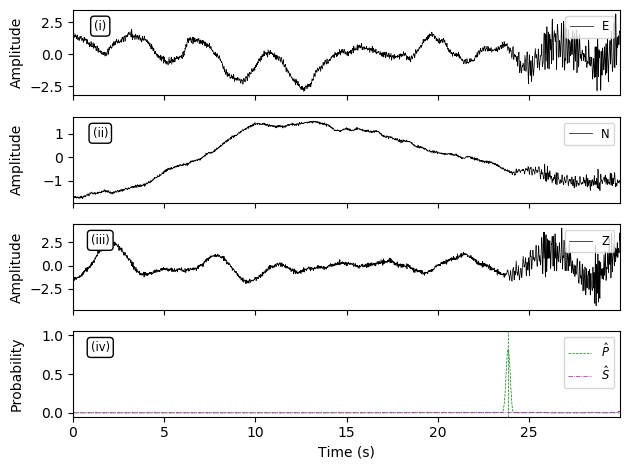 Amplitude
2.5
0.0
−2.5
(i)
E
Amplitude
1
0
−1
(ii)
N
Amplitude
2.5
0.0
−2.5
(iii)
Z
Probability
1.0
0.5
0.0
(iv)
P̂
Ŝ
0 5 10 15 20 25
Time (s)